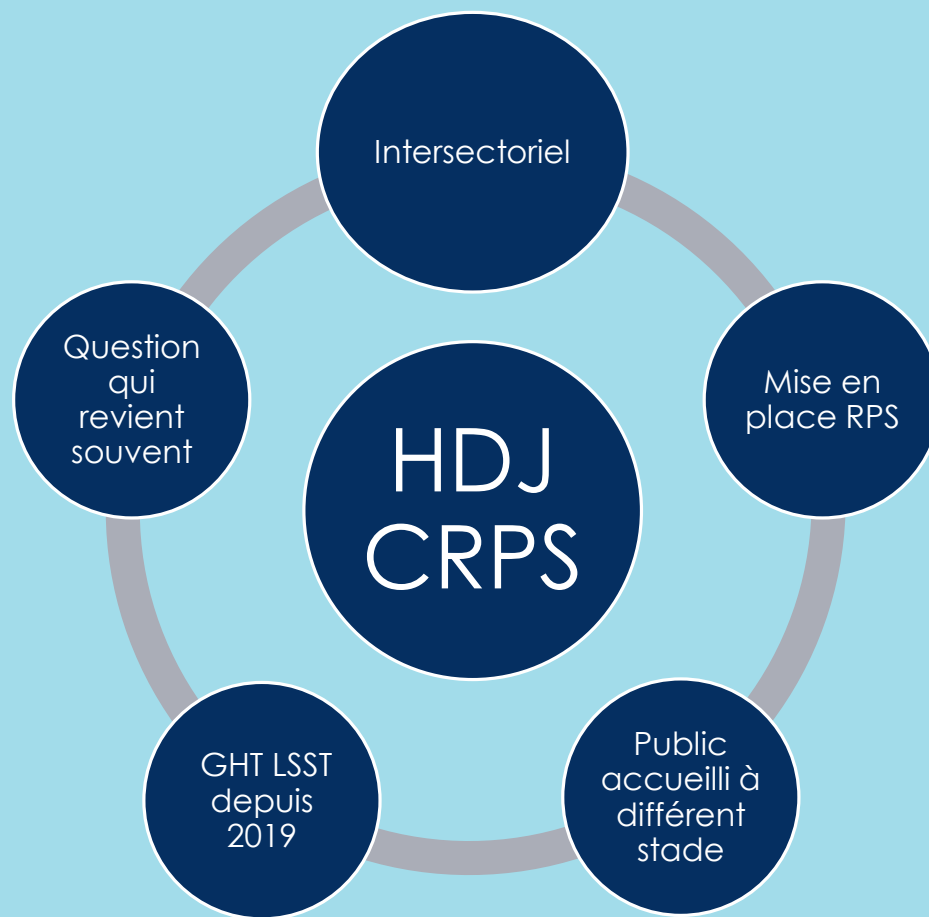 Intersectoriel
Mise en
place RPS
Public
accueilli à
différent
stade
GHT LSST
depuis
2019
Question
qui
revient
souvent
HDJ
CRPS